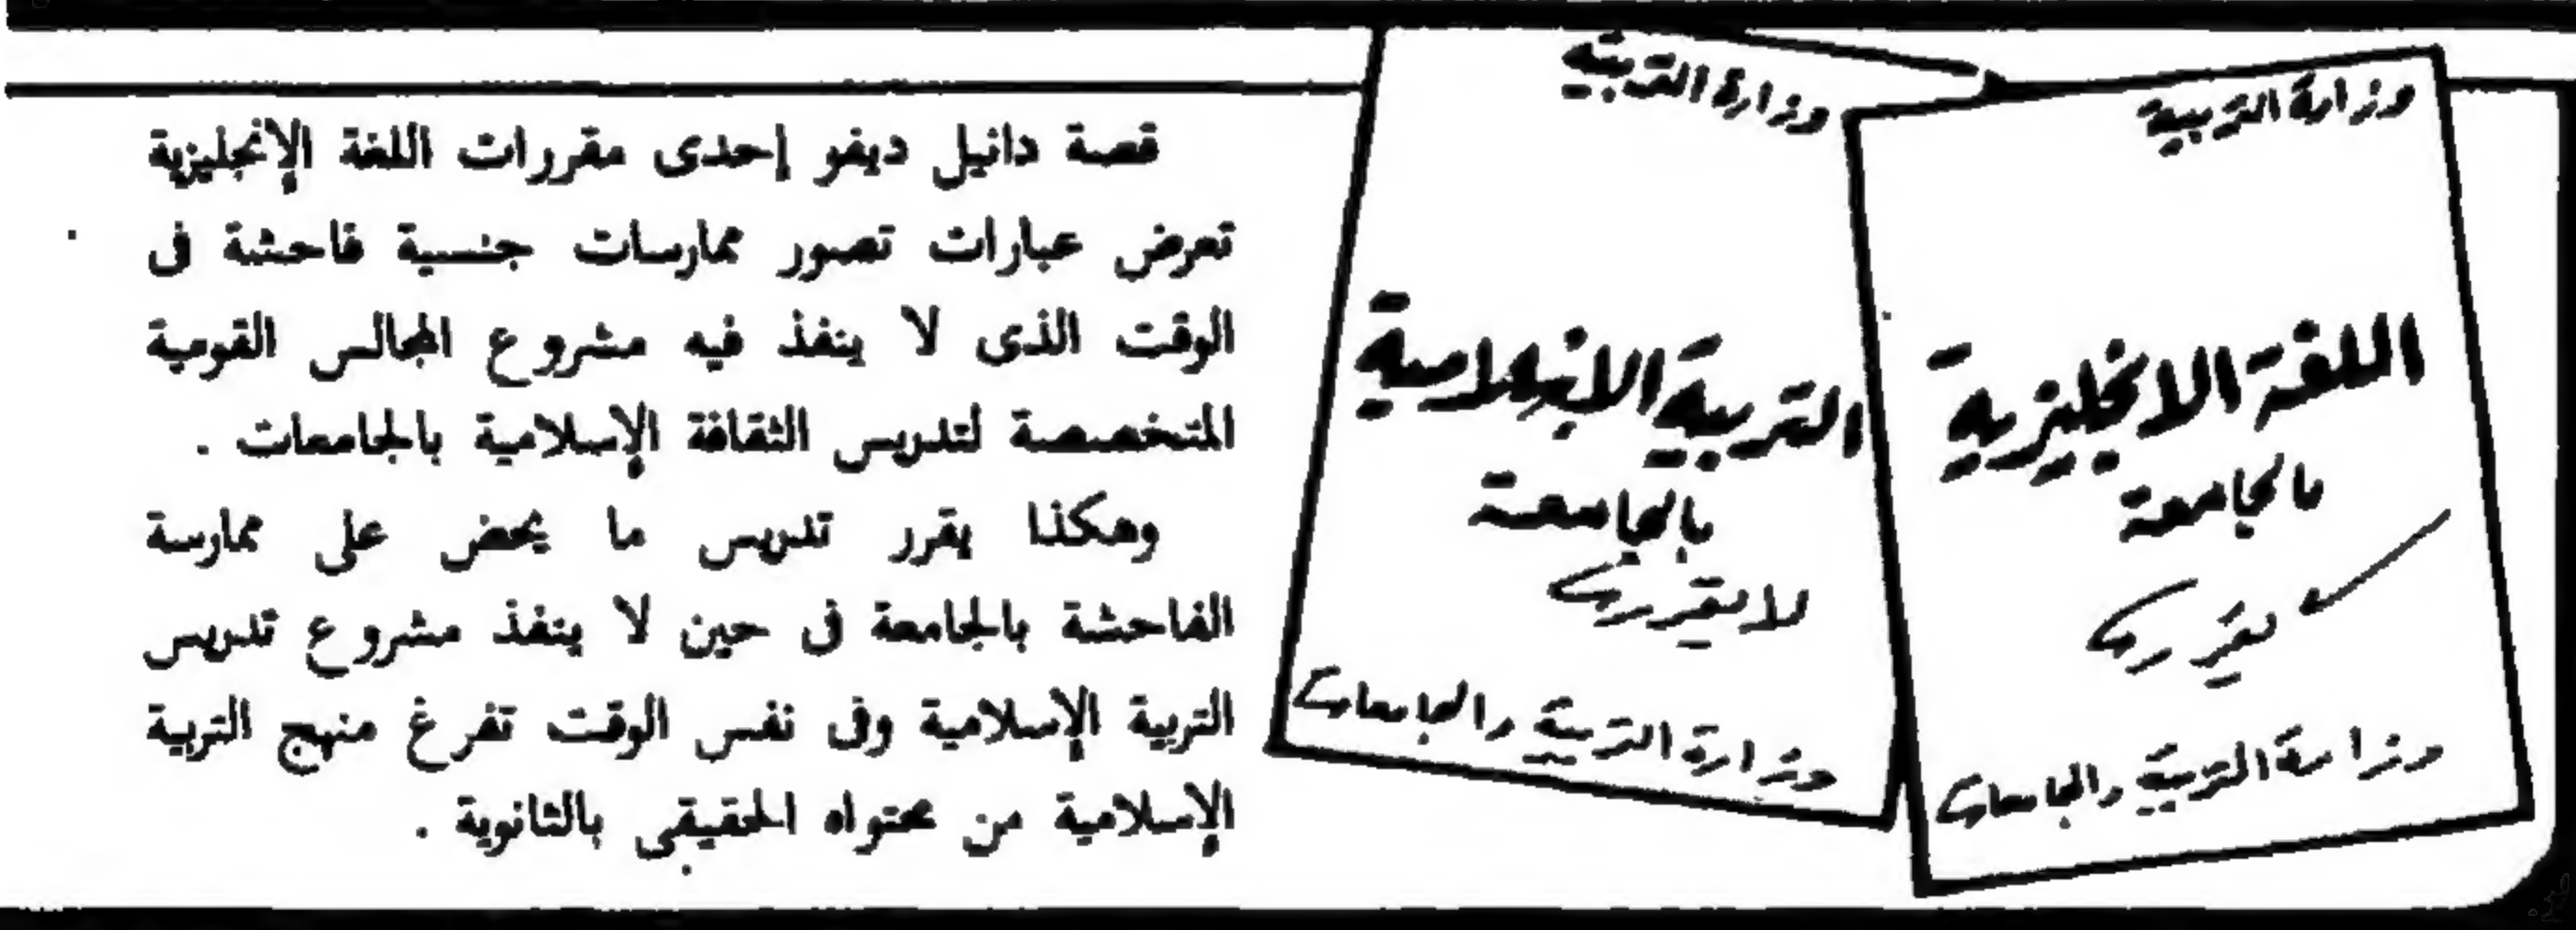 وزارة التربية
اللغة الانجليزية
بالجامعة
يقرر
وزارة التربية والجامعات
وزارة التربية
التربية الإسلامية
بالجامعة
لا يقرر
وزارة التربية والجامعات
قصة دانيل ديفو إحدى مقررات اللغة الإنجليزية
تعرض عبارات تصور ممارسات جنسية فاحشة فى
الوقت الذى لا ينفذ فيه مشروع المجالس القومية
المتخصصة لتدريس الثقافة الإسلامية بالجامعات .
وهكذا يقرر تدريس ما يحض على ممارسة
الفاحشة بالجامعة فى حين لا ينفذ مشروع تدريس
التربية الإسلامية وفى نفس الوقت تفرغ منهج التربية
الإسلامية من محتواه الحقيقى بالثانوية .